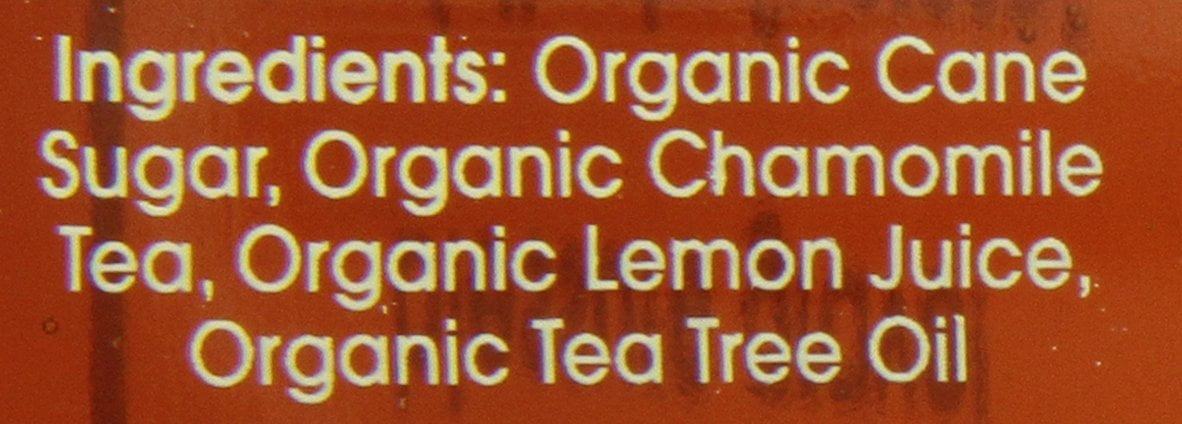 Ingredients: Organic Cane
Sugar, Organic Chamomile
Tea, Organic Lemon Juice,
Organic Tea Tree Oil